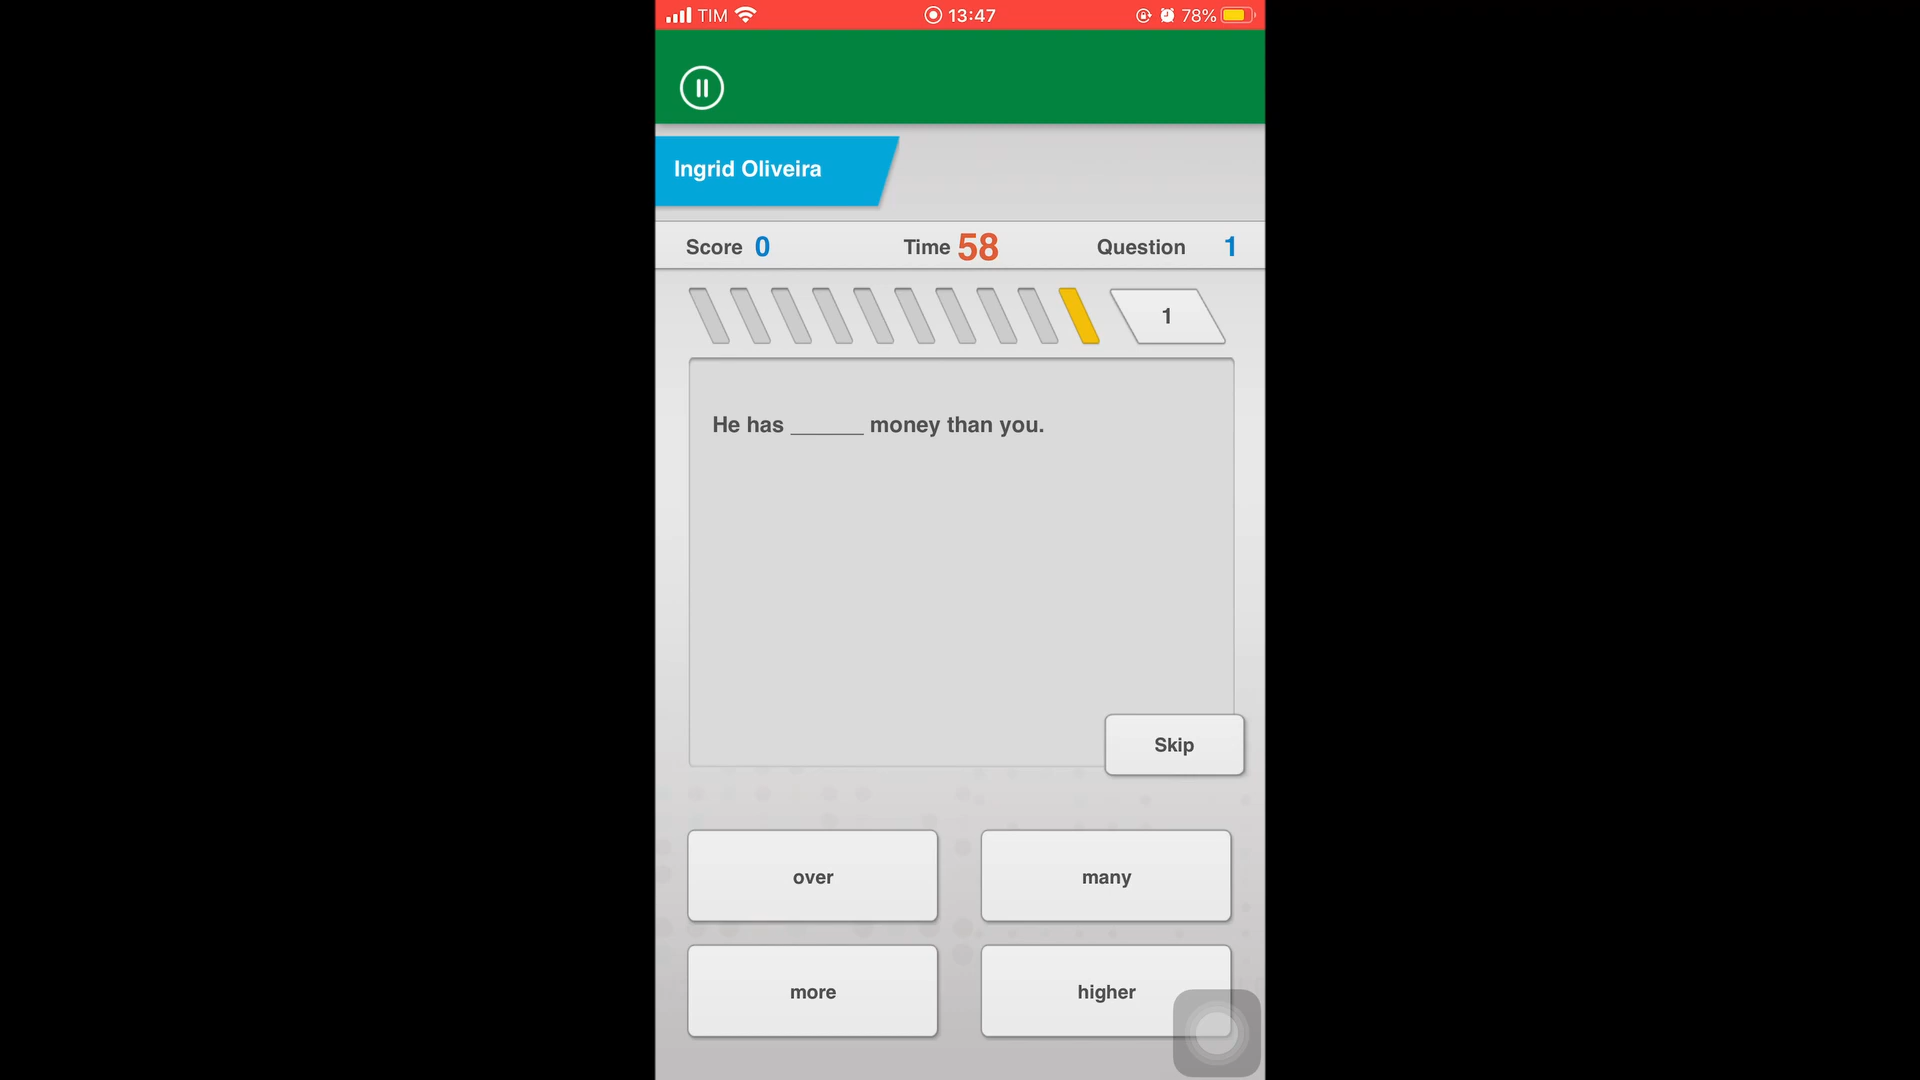 TIM 13:47 78%
Ingrid Oliveira
Score 0 Time 58 Question 1
1
He has ______ money than you.
Skip
over many
more higher